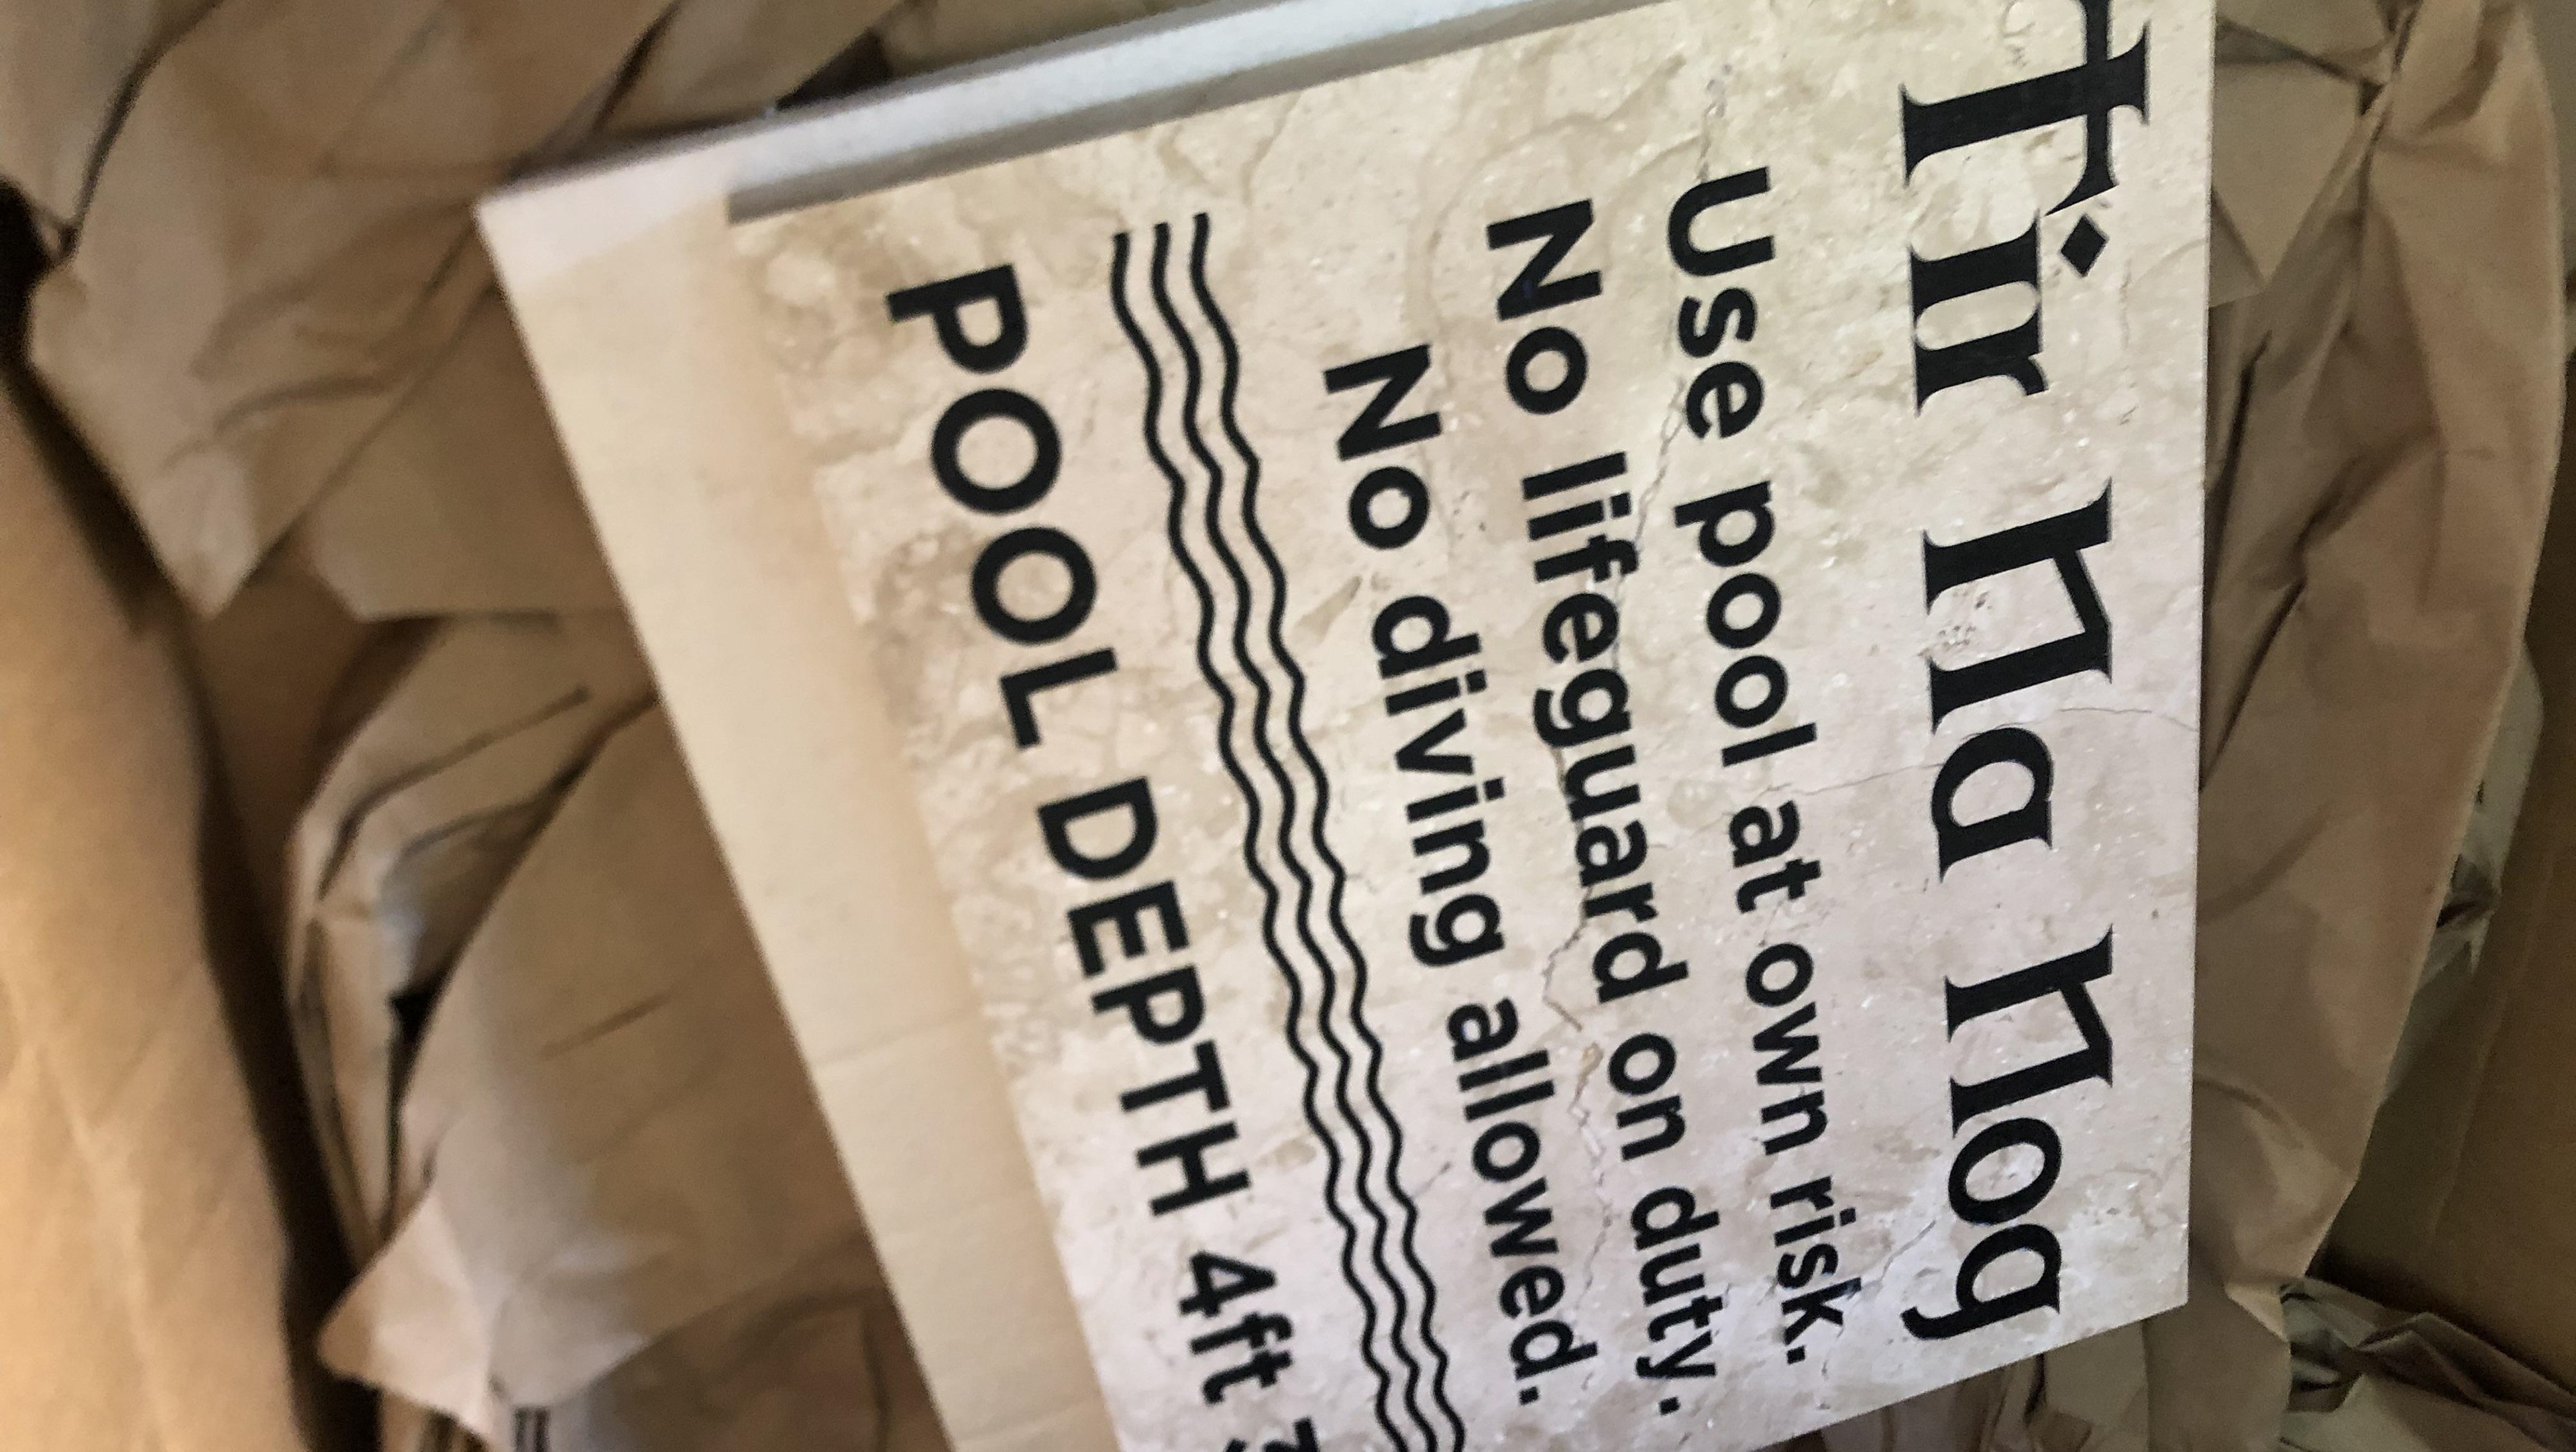 Tír na nóg
Use pool at own risk.
No lifeguard on duty.
No diving allowed.
POOL DEPTH 4ft